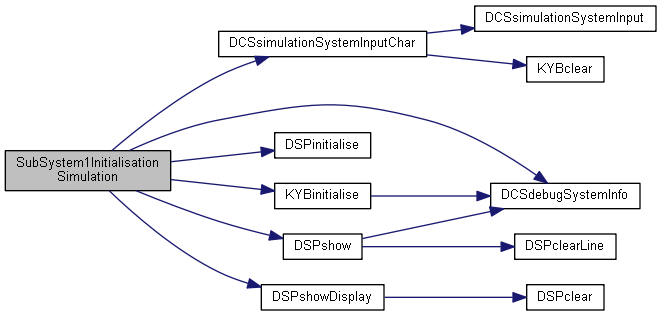 SubSystem1Initialisation
Simulation
DCSsimulationSystemInputChar
DCSsimulationSystemInput
KYBclear
DSPinitialise
KYBinitialise
DCSdebugSystemInfo
DSPshow
DSPclearLine
DSPshowDisplay
DSPclear